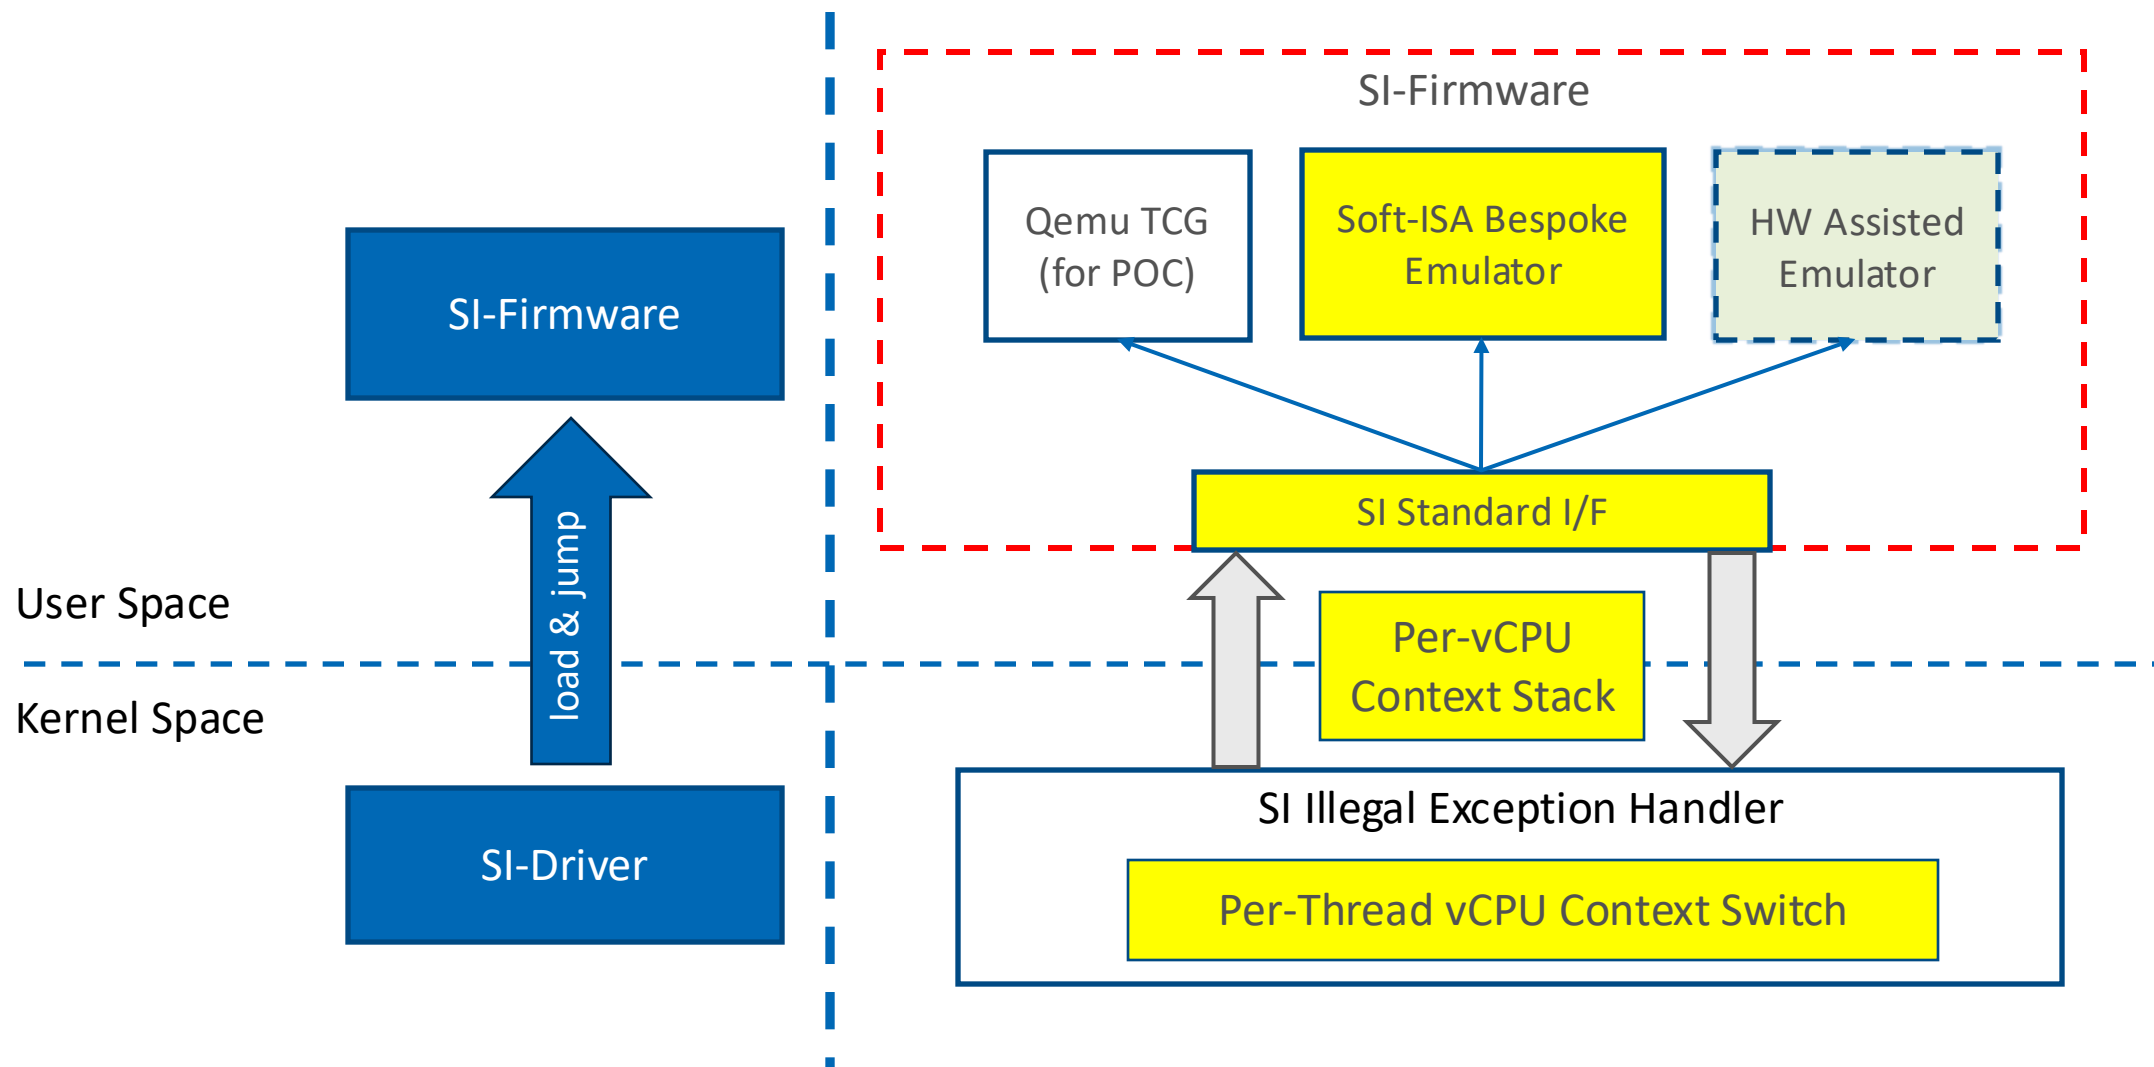 SI-Firmware
load & jump
User Space
Kernel Space
SI-Driver
SI-Firmware
Qemu TCG
(for POC)
Soft-ISA Bespoke
Emulator
HW Assisted
Emulator
SI Standard I/F
Per-vCPU
Context Stack
SI Illegal Exception Handler
Per-Thread vCPU Context Switch